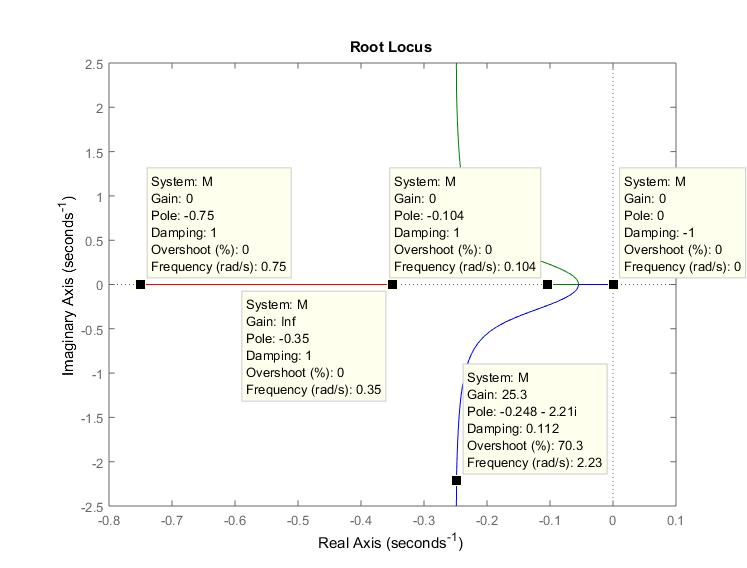 Root Locus
2.5
2
1.5
1
0.5
0
-0.5
-1
-1.5
-2
-2.5
Imaginary Axis (seconds-1)
System: M
Gain: 0
Pole: -0.75
Damping: 1
Overshoot (%): 0
Frequency (rad/s): 0.75
System: M
Gain: 0
Pole: -0.104
Damping: 1
Overshoot (%): 0
Frequency (rad/s): 0.104
System: M
Gain: 0
Pole: 0
Damping: -1
Overshoot (%): 0
Frequency (rad/s): 0
System: M
Gain: Inf
Pole: -0.35
Damping: 1
Overshoot (%): 0
Frequency (rad/s): 0.35
System: M
Gain: 25.3
Pole: -0.248 - 2.21i
Damping: 0.112
Overshoot (%): 70.3
Frequency (rad/s): 2.23
-0.8 -0.7 -0.6 -0.5 -0.4 -0.3 -0.2 -0.1 0 0.1
Real Axis (seconds-1)